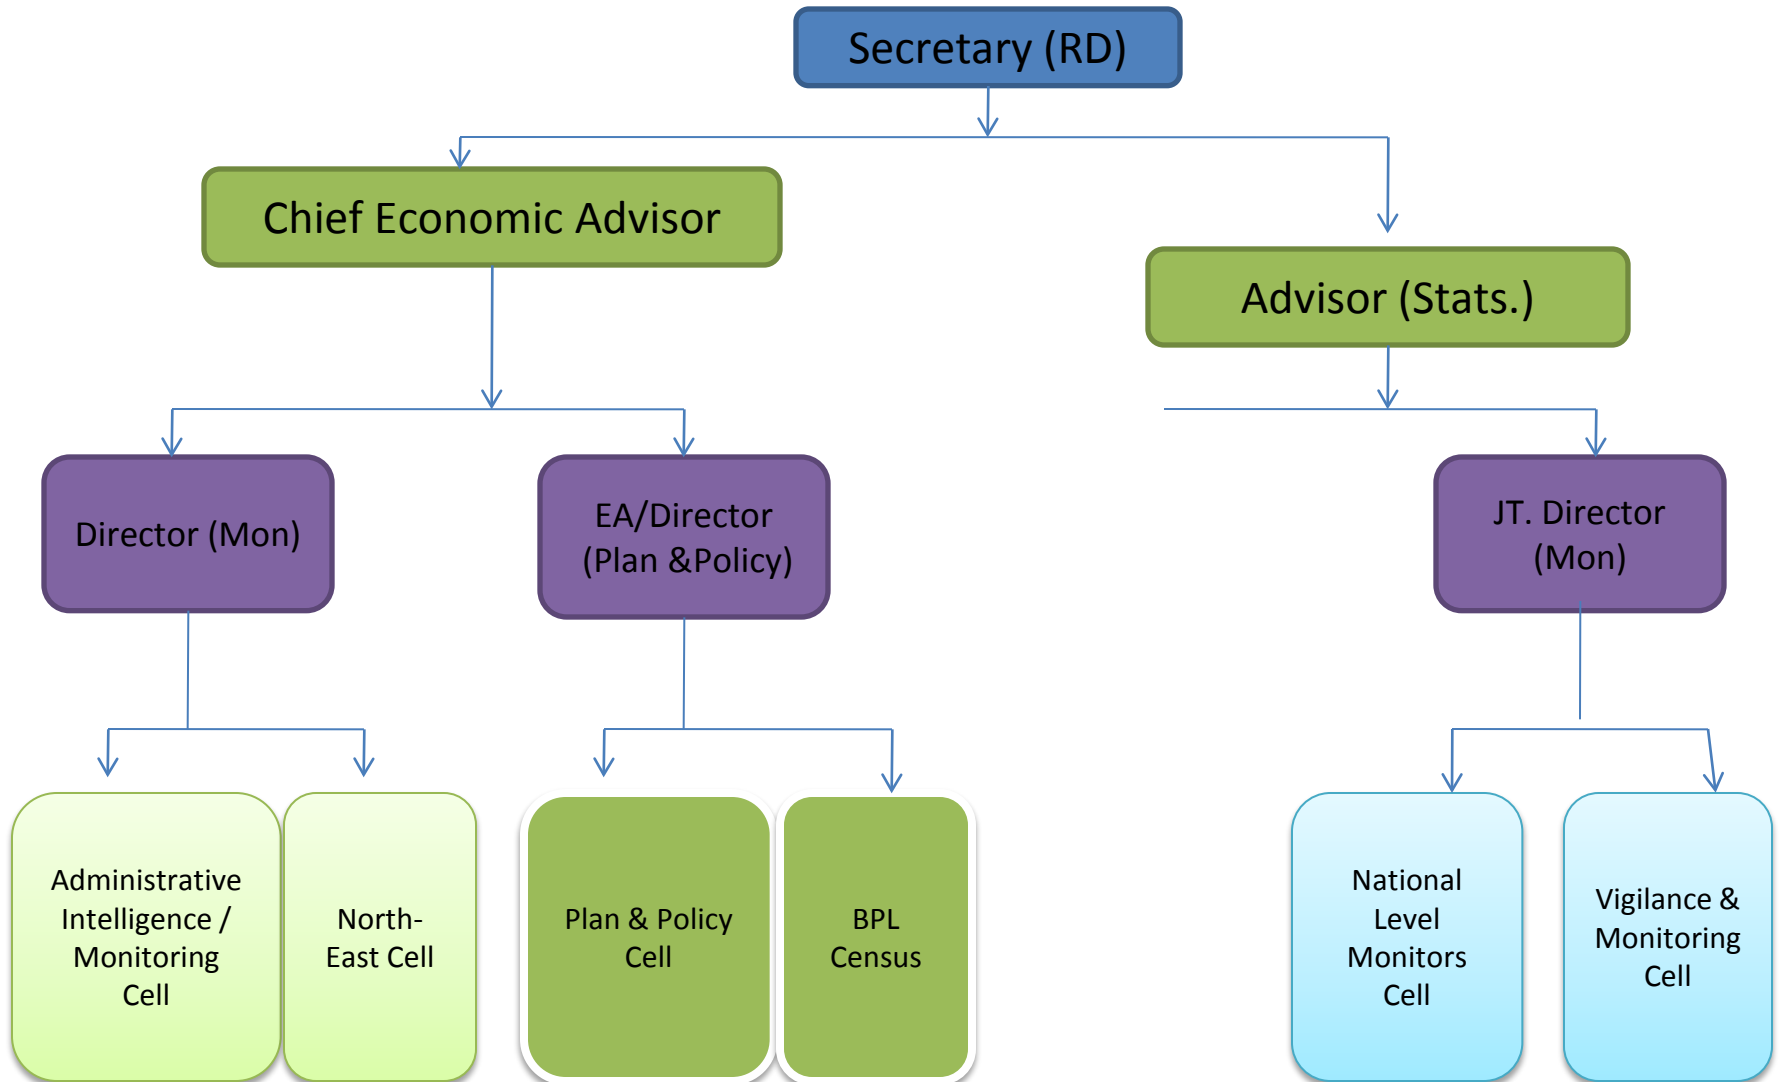 Secretary (RD)
Chief Economic Advisor
Advisor (Stats.)
Director (Mon)
EA/Director
(Plan &Policy)
JT. Director
(Mon)
Administrative
Intelligence /
Monitoring
Cell
North-
East Cell
Plan & Policy
Cell
BPL
Census
National
Level
Monitors
Cell
Vigilance &
Monitoring
Cell